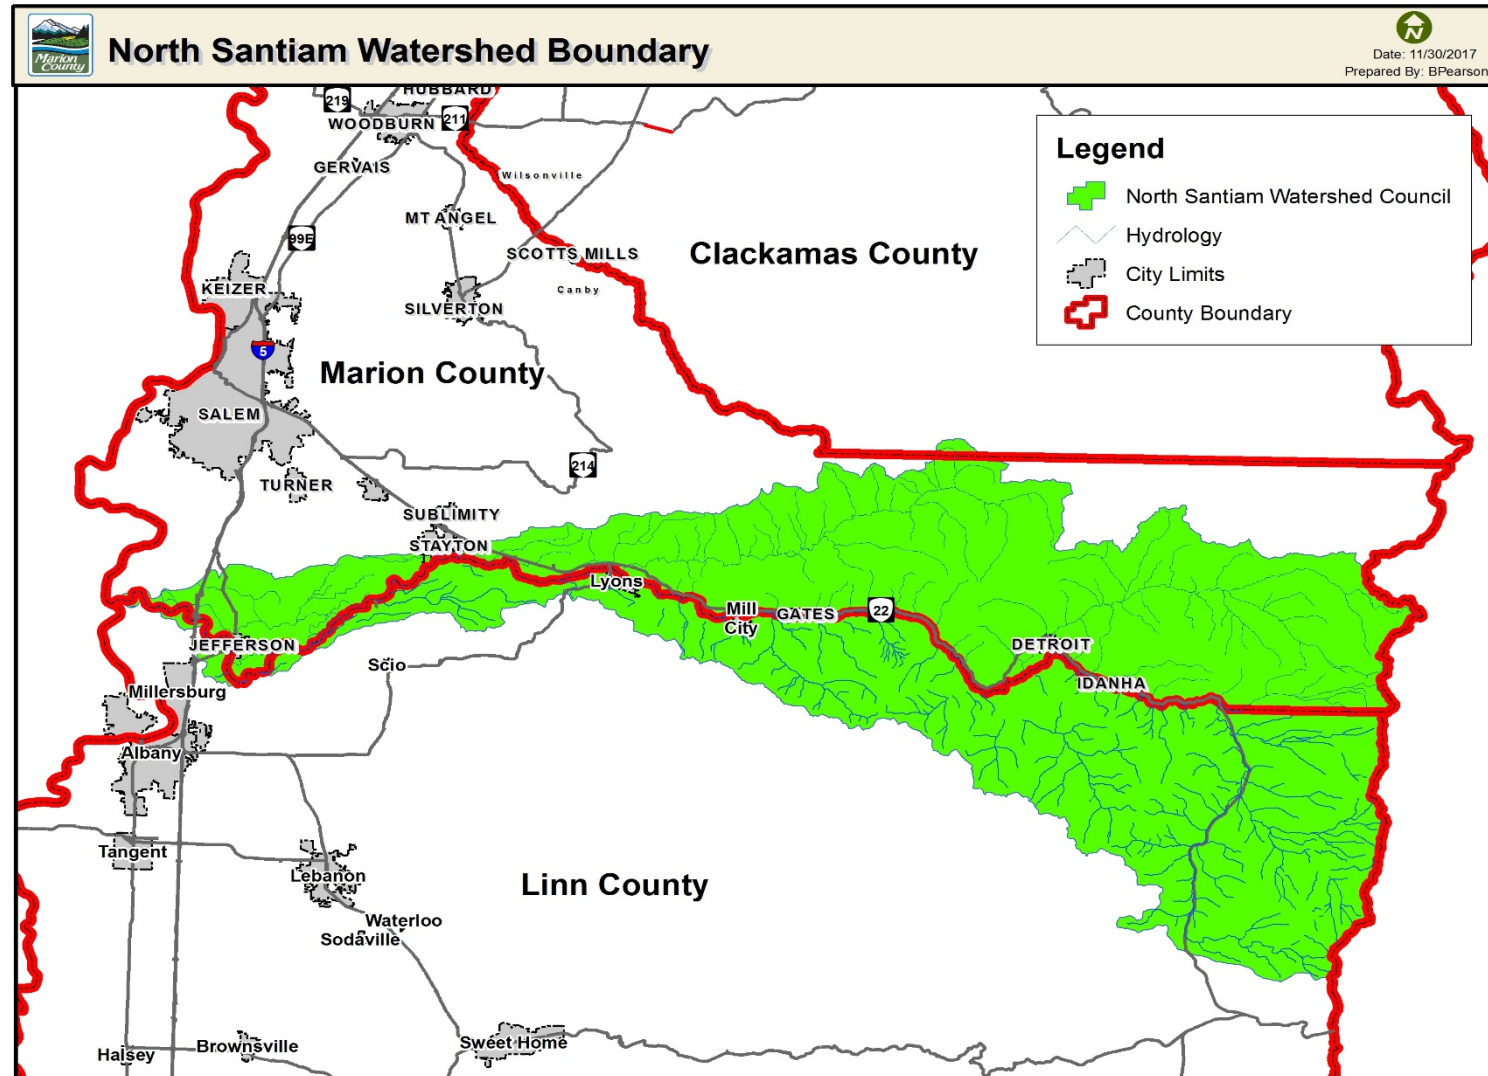 Marion
County
North Santiam Watershed Boundary
N
Date: 11/30/2017
Prepared By: BPearson
HUBBARD
219
WOODBURN
211
GERVAIS
Wilsonville
MT ANGEL
99E
SCOTTS MILLS
Clackamas County
KEIZER
Canby
SILVERTON
5
Marion County
SALEM
214
TURNER
SUBLIMITY
STAYTON
Lyons
Mill
City
GATES
22
JEFFERSON
DETROIT
Scio
IDANHA
Millersburg
Albany
Tangent
Lebanon
Linn County
Waterloo
Sodaville
Sweet Home
Brownsville
Halsey
Legend
North Santiam Watershed Council
Hydrology
City Limits
County Boundary